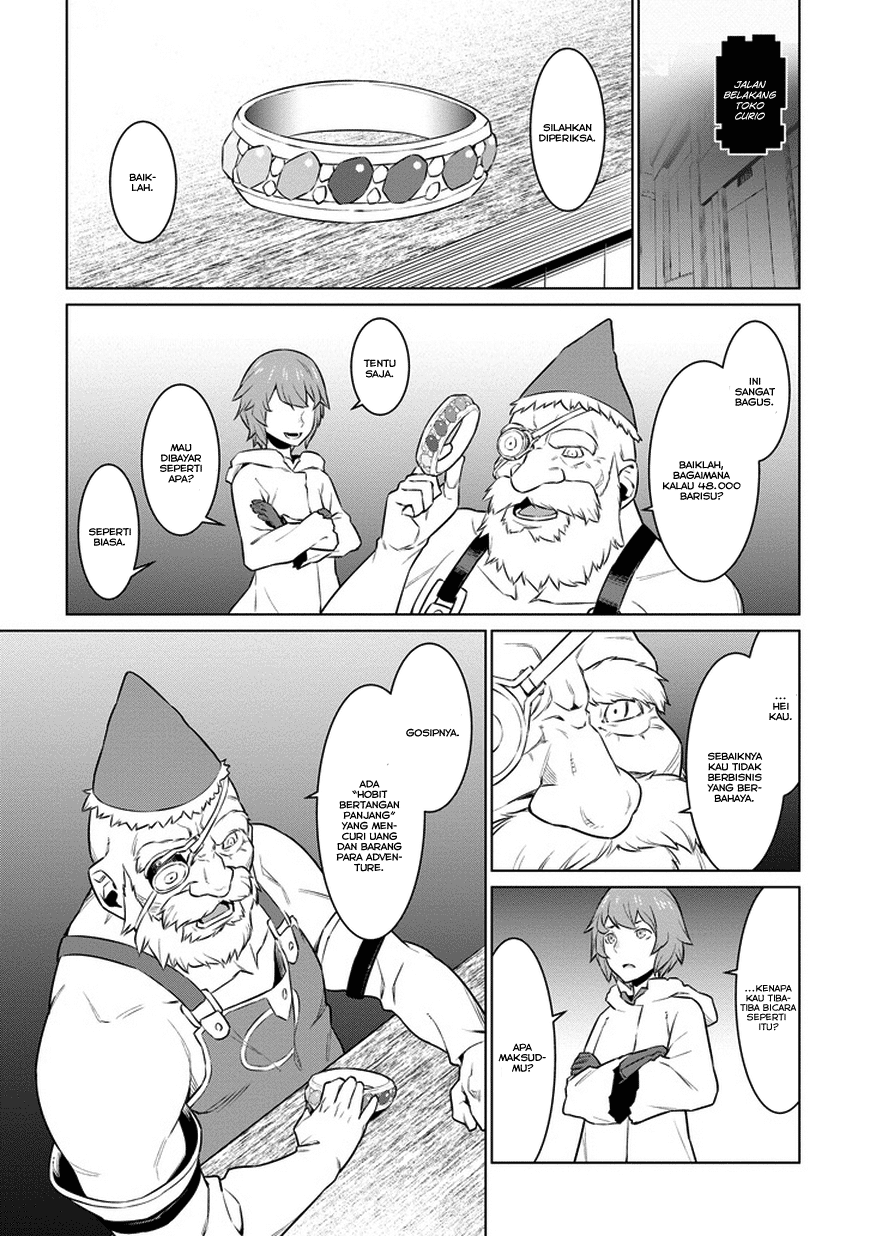 JALAN
BELAKANG
TOKO
CURIO
SILAHKAN
DIPERIKSA.
BAIK-
LAH.
INI
SANGAT
BAGUS.
BAIKLAH,
BAGAIMANA
KALAU 48.000
BARISU?
TENTU
SAJA.
MAU
DIBAYAR
SEPERTI
APA?
SEPERTI
BIASA.
...
HEI
KAU.
SEBAIKNYA
KAU TIDAK
BERBISNIS
YANG BER-
BAHAYA.
...KENAPA
KAU TIBA-
TIBA BICARA
SEPERTI
ITU?
APA
MAKSUD-
MU?
GOSIPNYA.
ADA
"HOBIT
BERTANGAN
PANJANG"
YANG MEN-
CURI UANG
DAN BARANG
PARA ADVEN-
TURE.